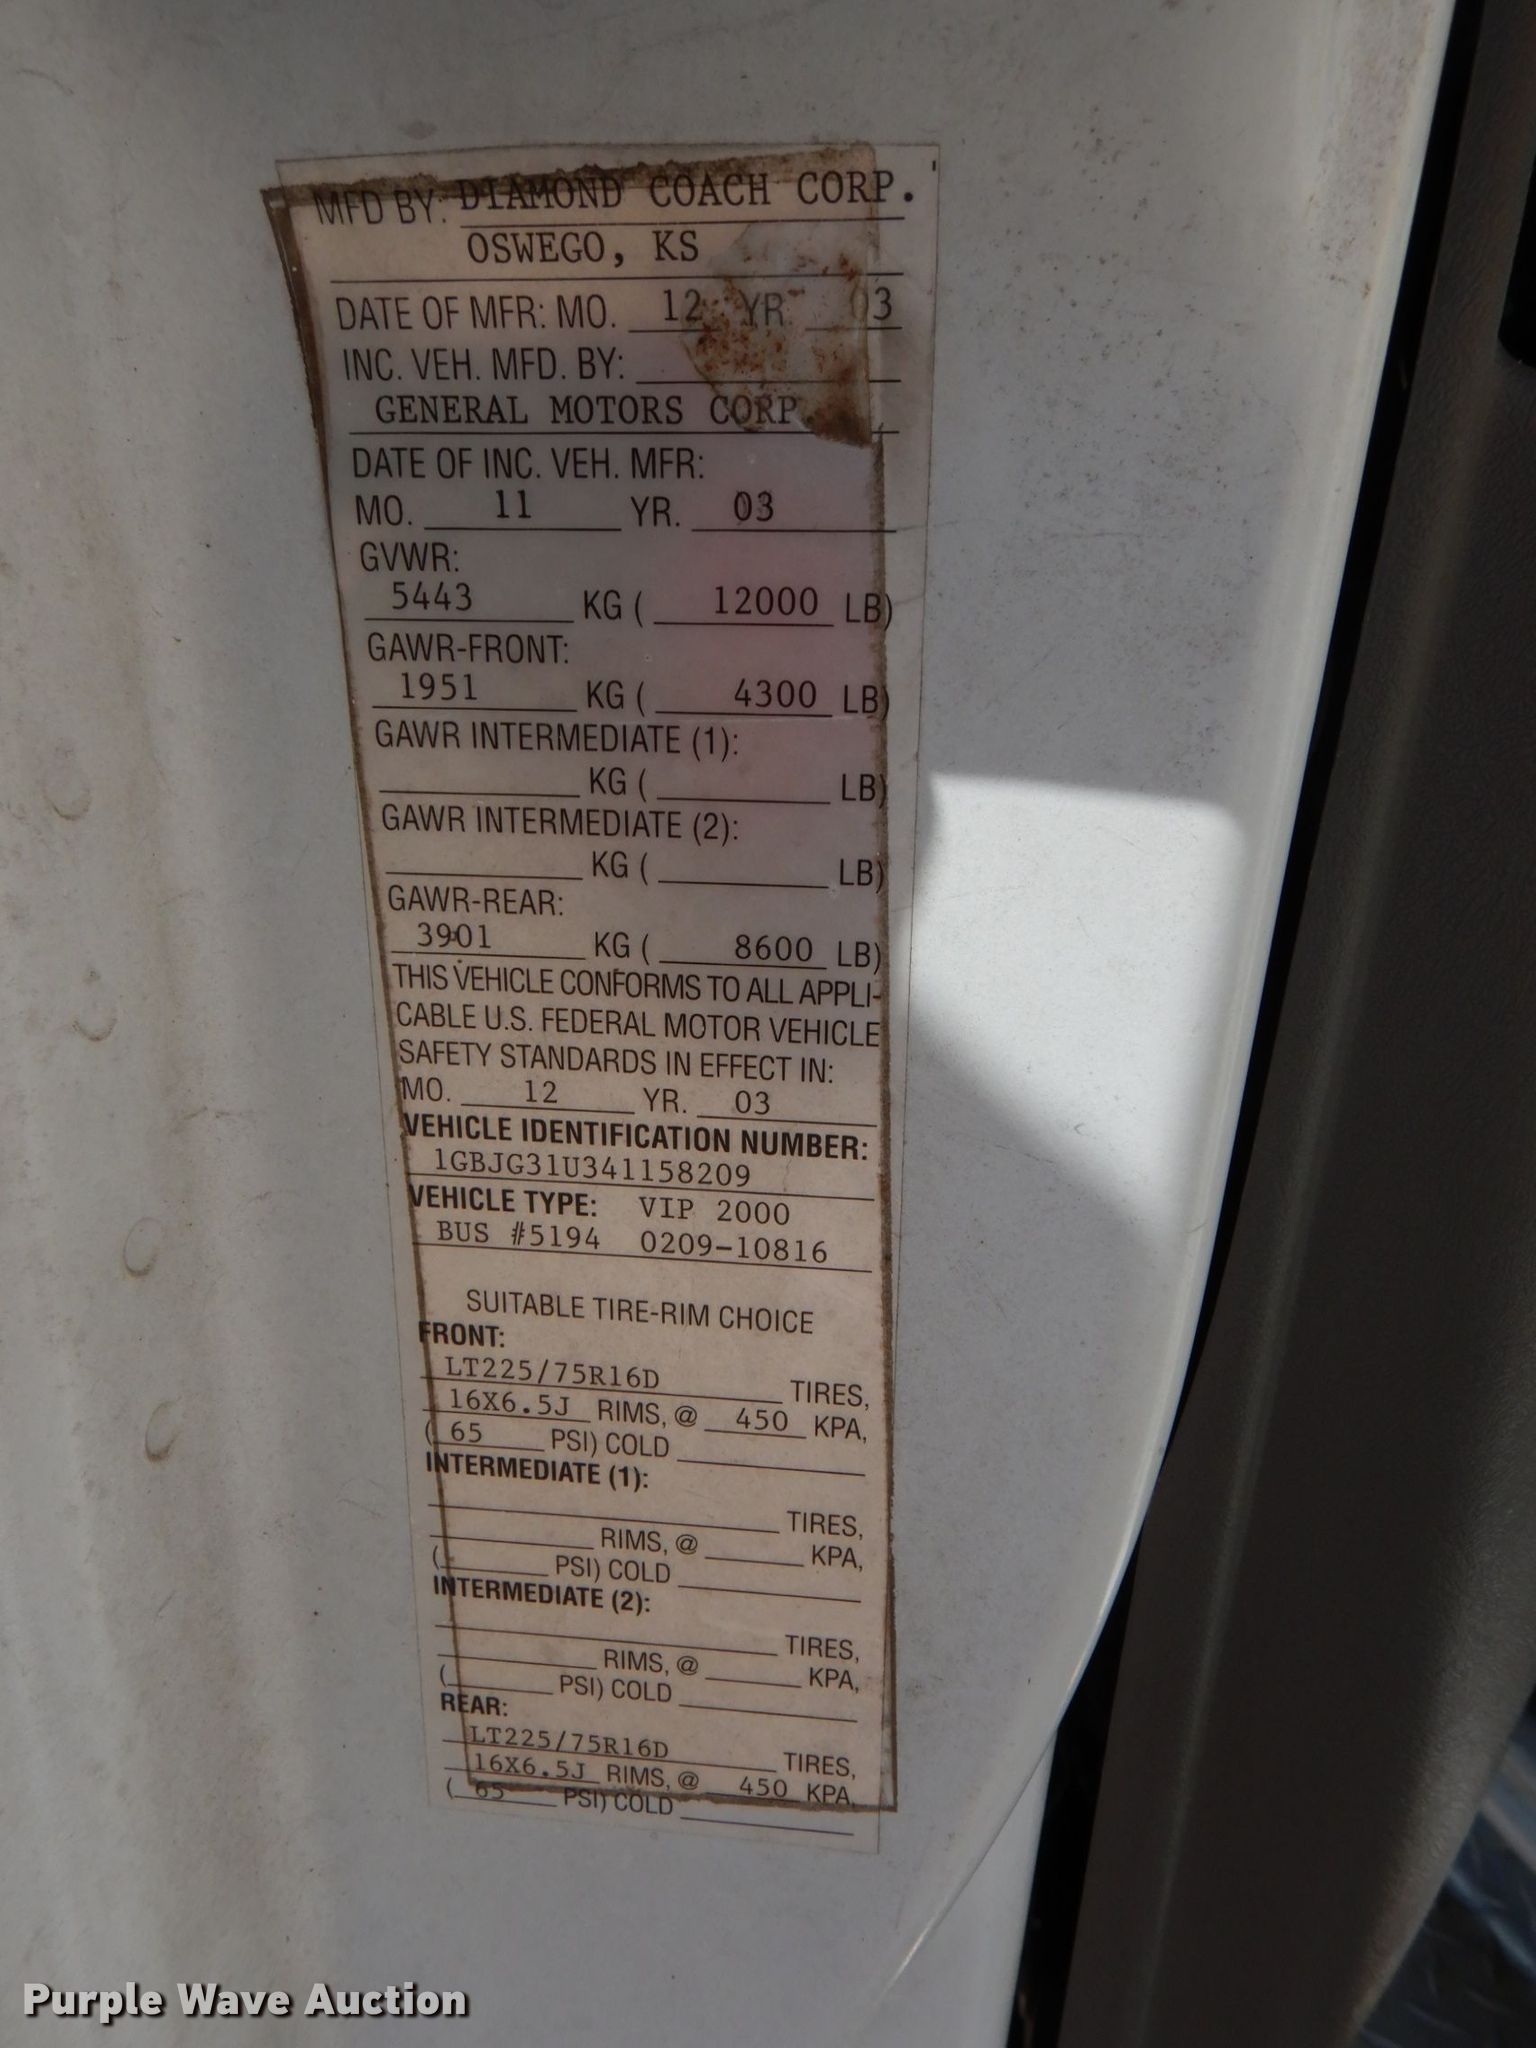 MFD BY: DIAMOND COACH CORP.
OSWEGO, KS
DATE OF MFR: MO. 12 YR. 03
INC. VEH. MFD. BY:
GENERAL MOTORS CORP.
DATE OF INC. VEH. MFR:
MO. 11 YR. 03
GVWR:
5443 KG ( 12000 LB)
GAWR-FRONT:
1951 KG ( 4300 LB)
GAWR INTERMEDIATE (1):
KG ( LB)
GAWR INTERMEDIATE (2):
KG ( LB)
GAWR-REAR:
3901 KG ( 8600 LB)
THIS VEHICLE CONFORMS TO ALL APPLI-
CABLE U.S. FEDERAL MOTOR VEHICLE
SAFETY STANDARDS IN EFFECT IN:
MO. 12 YR. 03
VEHICLE IDENTIFICATION NUMBER:
1GBJG31U341158209
VEHICLE TYPE: VIP 2000
BUS #5194 0209-10816
SUITABLE TIRE-RIM CHOICE
FRONT:
LT225/75R16D TIRES,
16X6.5J RIMS, @ 450 KPA,
( 65 PSI) COLD
INTERMEDIATE (1):
TIRES,
RIMS, @ KPA,
( PSI) COLD
INTERMEDIATE (2):
TIRES,
RIMS, @ KPA,
( PSI) COLD
REAR:
LT225/75R16D TIRES,
16X6.5J RIMS, @ 450 KPA,
( 65 PSI) COLD
Purple Wave Auction